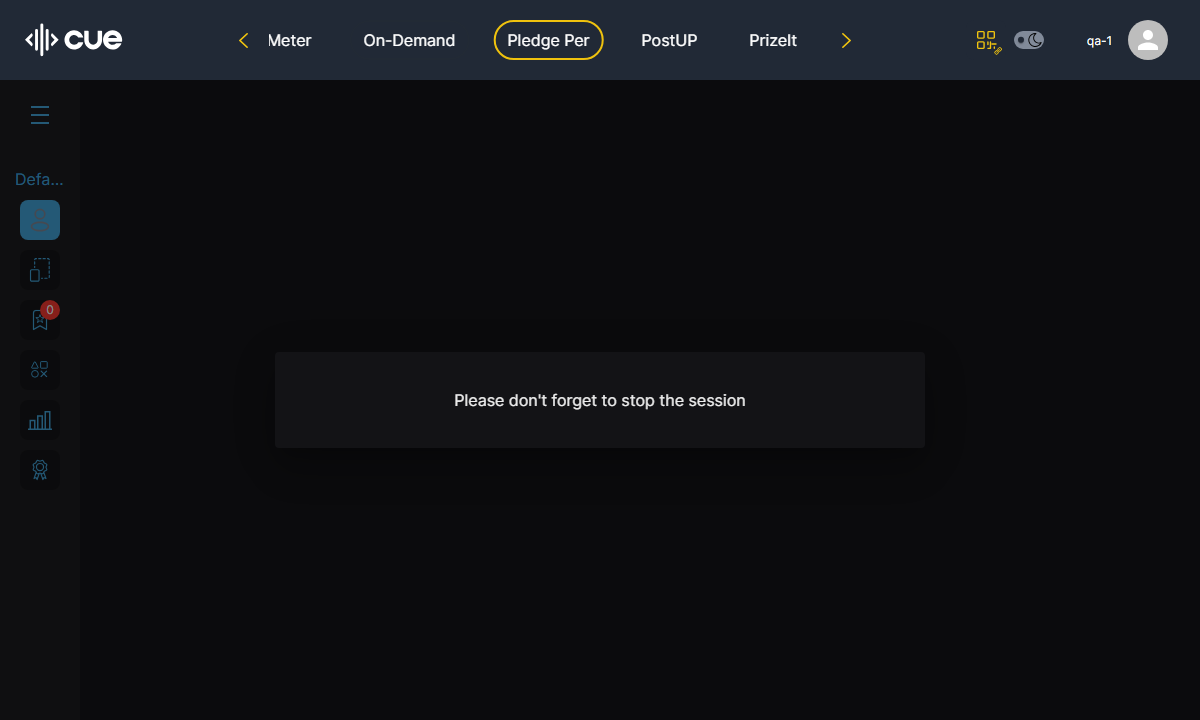 cue
Meter
On-Demand
Pledge Per
PostUP
PrizeIt
qa-1
Defa...
0
Please don't forget to stop the session